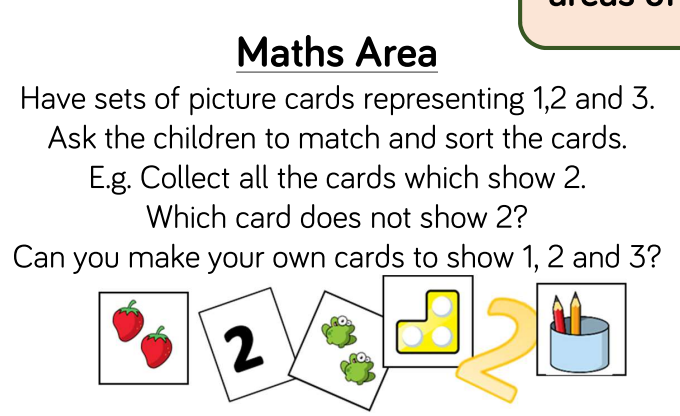 areas of
Maths Area
Have sets of picture cards representing 1,2 and 3.
Ask the children to match and sort the cards.
E.g. Collect all the cards which show 2.
Which card does not show 2?
Can you make your own cards to show 1, 2 and 3?
2
2